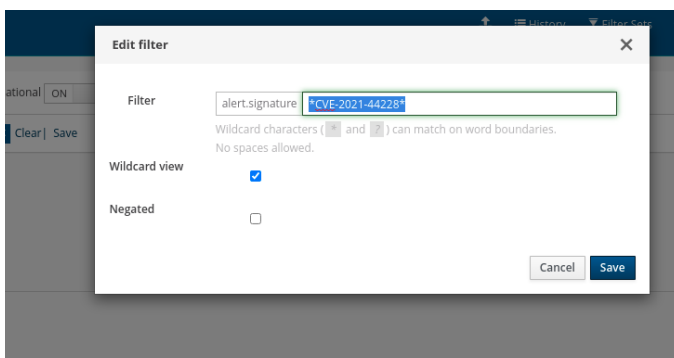 History Filter Sets
Edit filter
ational ON
Filter
alert.signature *CVE-2021-44228*
Clear| Save
Wildcard characters ( * and ? ) can match on word boundaries.
No spaces allowed.
Wildcard view
Negated
Cancel Save